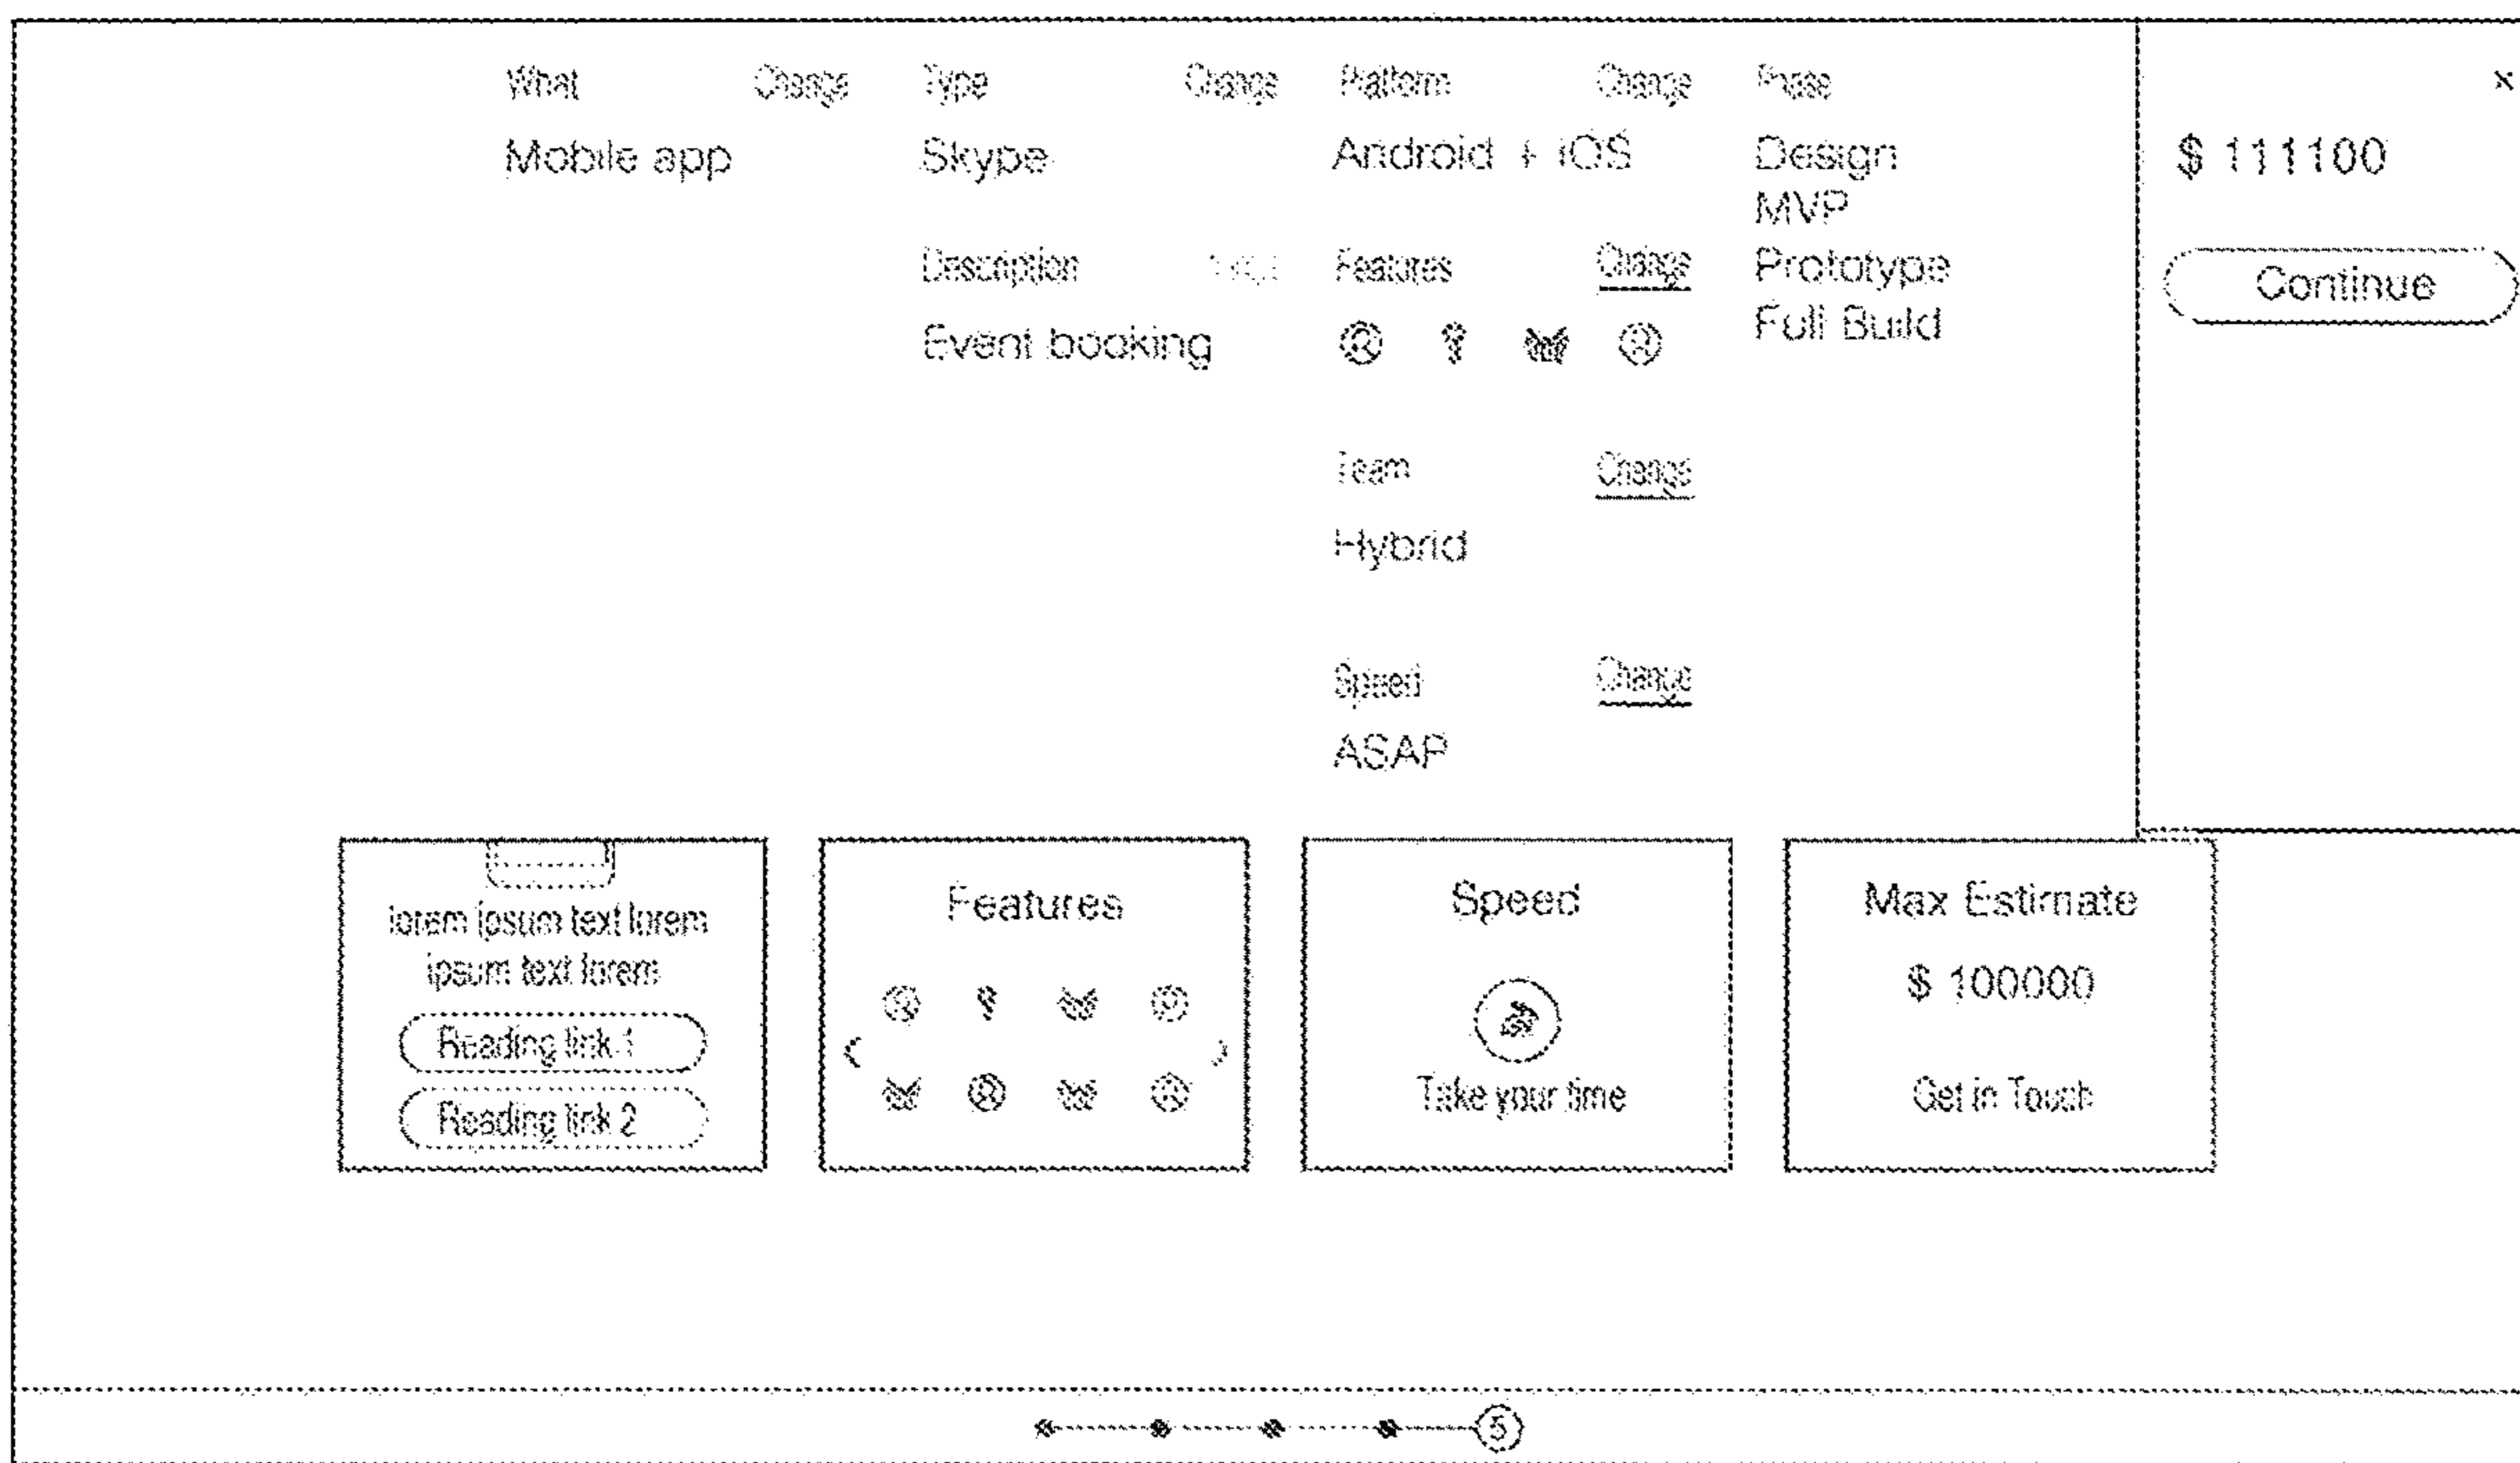 What Change Type Change Platform Change Phase ×
Mobile app Skype Android + iOS Design $ 111100
MVP
Description Features Change Prototype Continue
Event booking Full Build
Team Change
Hybrid
Speed Change
ASAP
lorem ipsum text lorem
ipsum text lorem
Reading link 1
Reading link 2
Features
Speed
Take your time
Max Estimate
$ 100000
Get in Touch
5